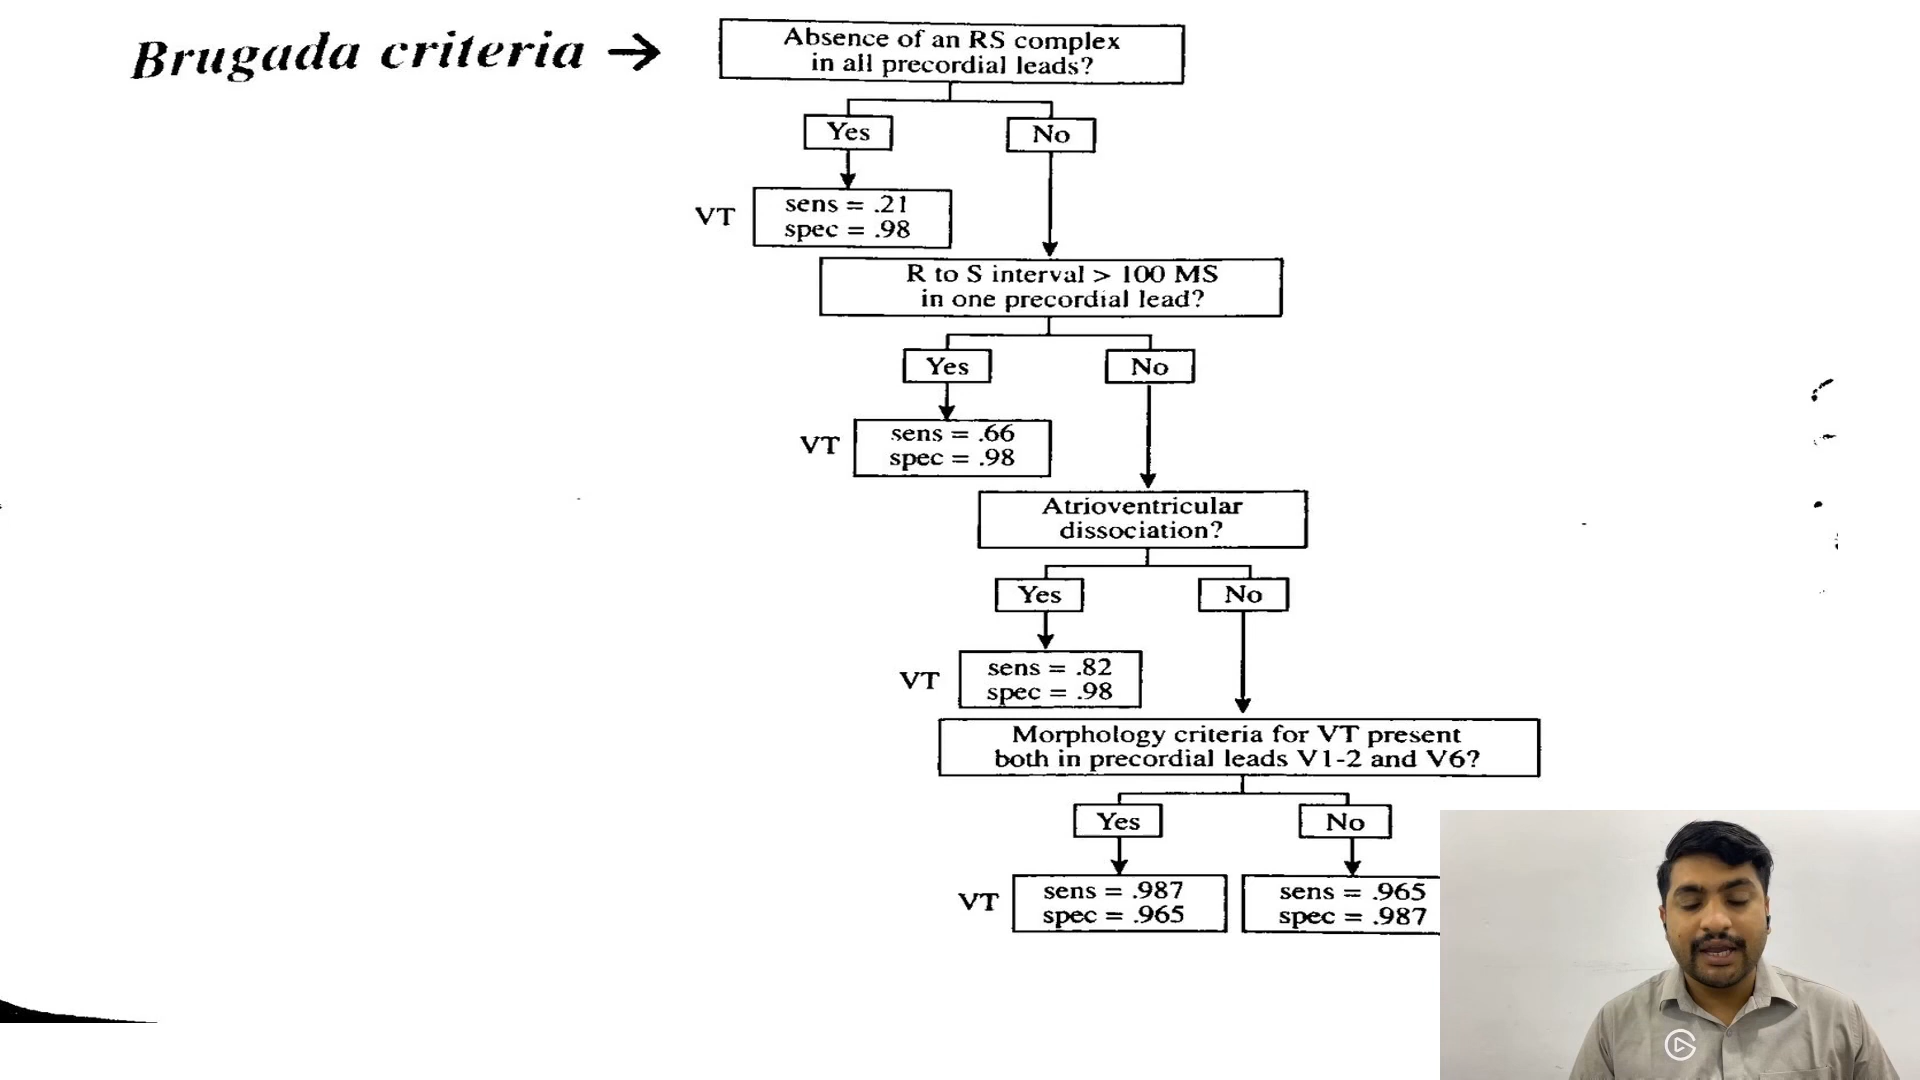 Brugada criteria →
Absence of an RS complex
in all precordial leads?
Yes
No
VT
sens = .21
spec = .98
R to S interval > 100 MS
in one precordial lead?
Yes
No
VT
sens = .66
spec = .98
Atrioventricular
dissociation?
Yes
No
VT
sens = .82
spec = .98
Morphology criteria for VT present
both in precordial leads V1-2 and V6?
Yes
No
VT
sens = .987
spec = .965
sens = .965
spec = .987